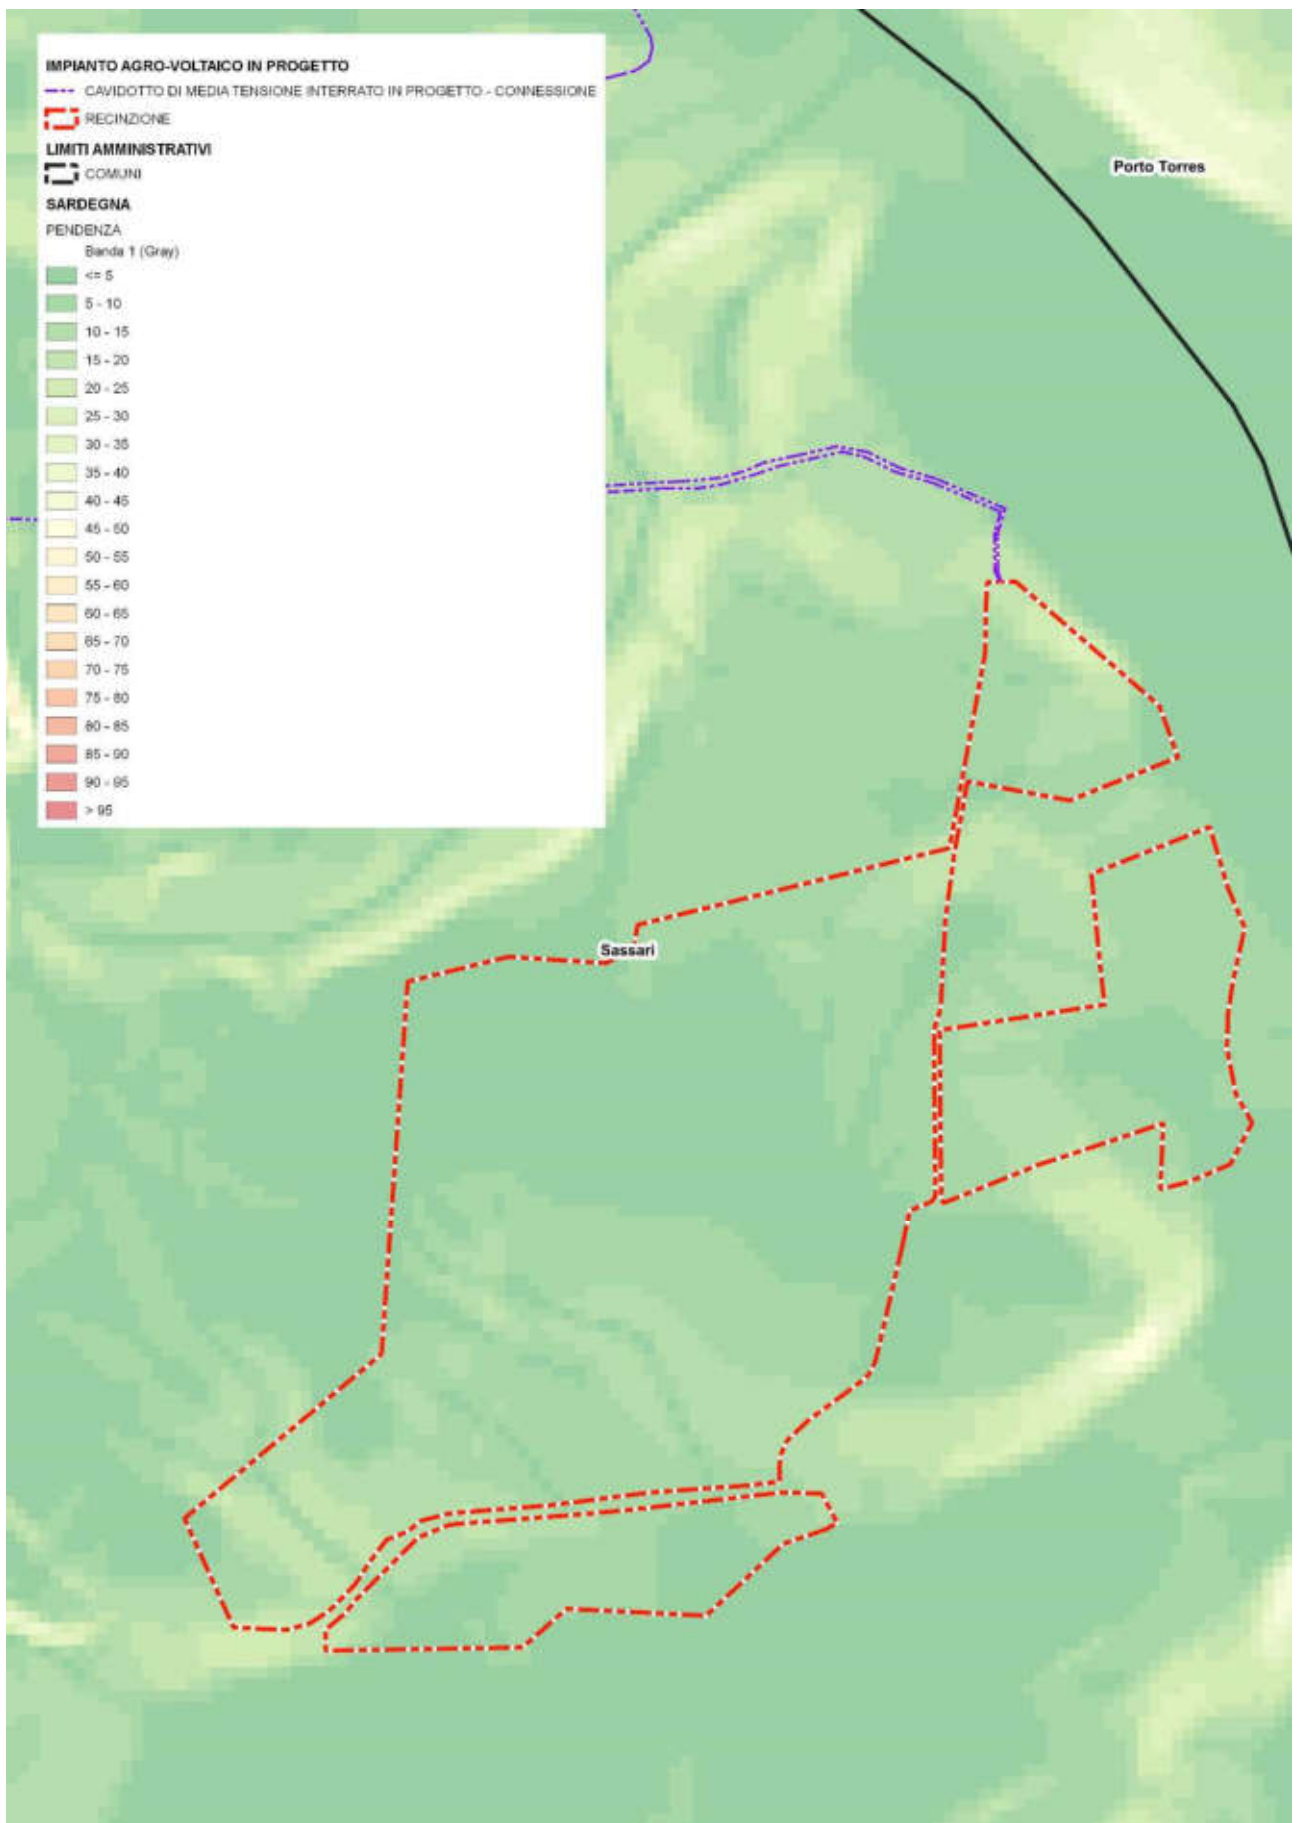 IMPIANTO AGRO-VOLTAICO IN PROGETTO
CAVIDOTTO DI MEDIA TENSIONE INTERRATO IN PROGETTO - CONNESSIONE
RECINZIONE
LIMITI AMMINISTRATIVI
COMUNI
SARDEGNA
PENDENZA
Banda 1 (Gray)
<= 5
5 - 10
10 - 15
15 - 20
20 - 25
25 - 30
30 - 35
35 - 40
40 - 45
45 - 50
50 - 55
55 - 60
60 - 65
65 - 70
70 - 75
75 - 80
80 - 85
85 - 90
90 - 95
> 95
Porto Torres
Sassari